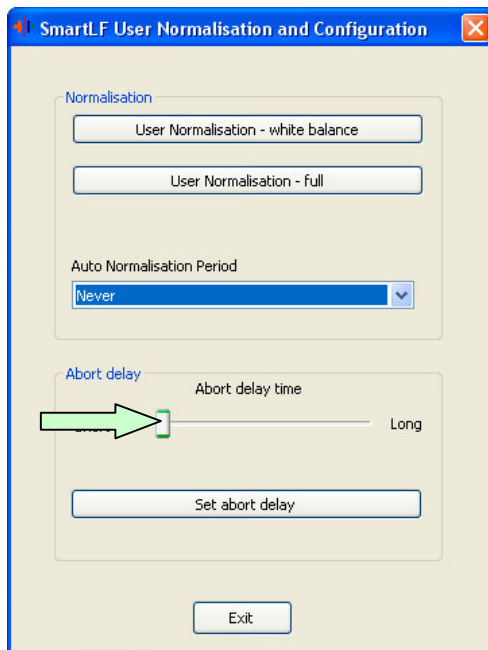 SmartLF User Normalisation and Configuration
Normalisation
User Normalisation - white balance
User Normalisation - full
Auto Normalisation Period
Never
Abort delay
Abort delay time
Long
Set abort delay
Exit